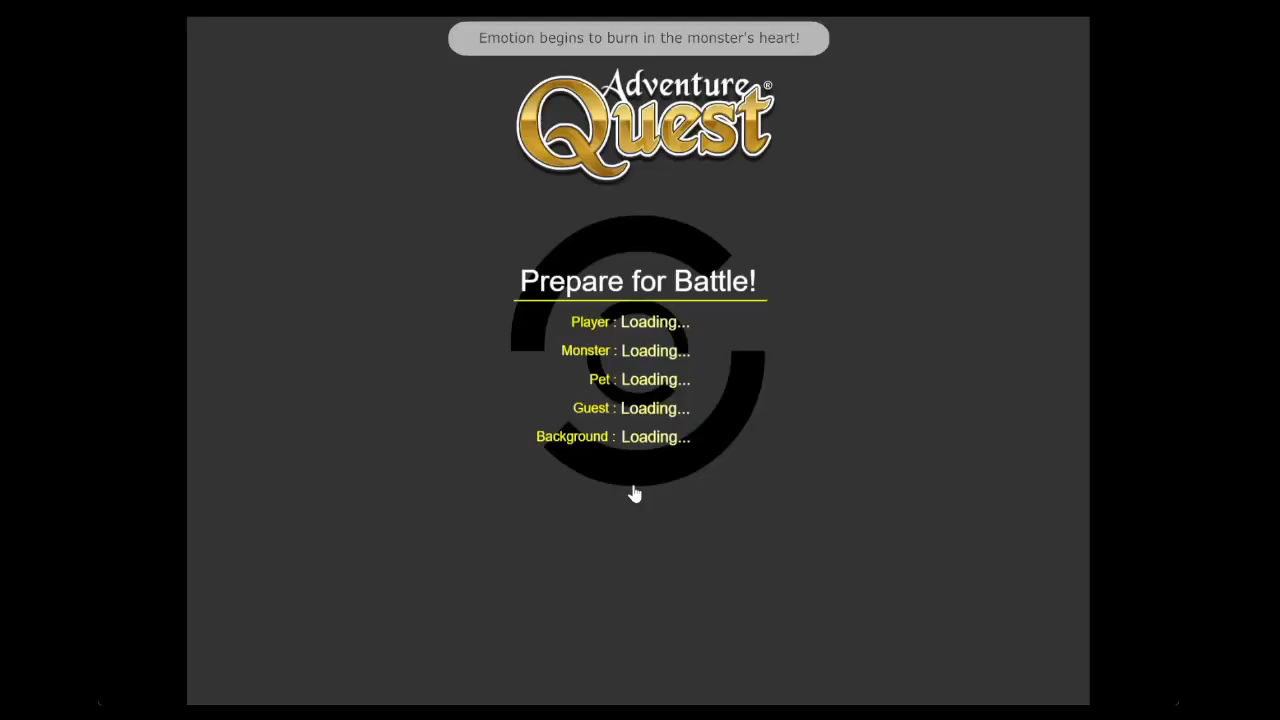 Emotion begins to burn in the monster's heart!
Adventure
Quest®
Prepare for Battle!
Player : Loading...
Monster : Loading...
Pet : Loading...
Guest : Loading...
Background : Loading...